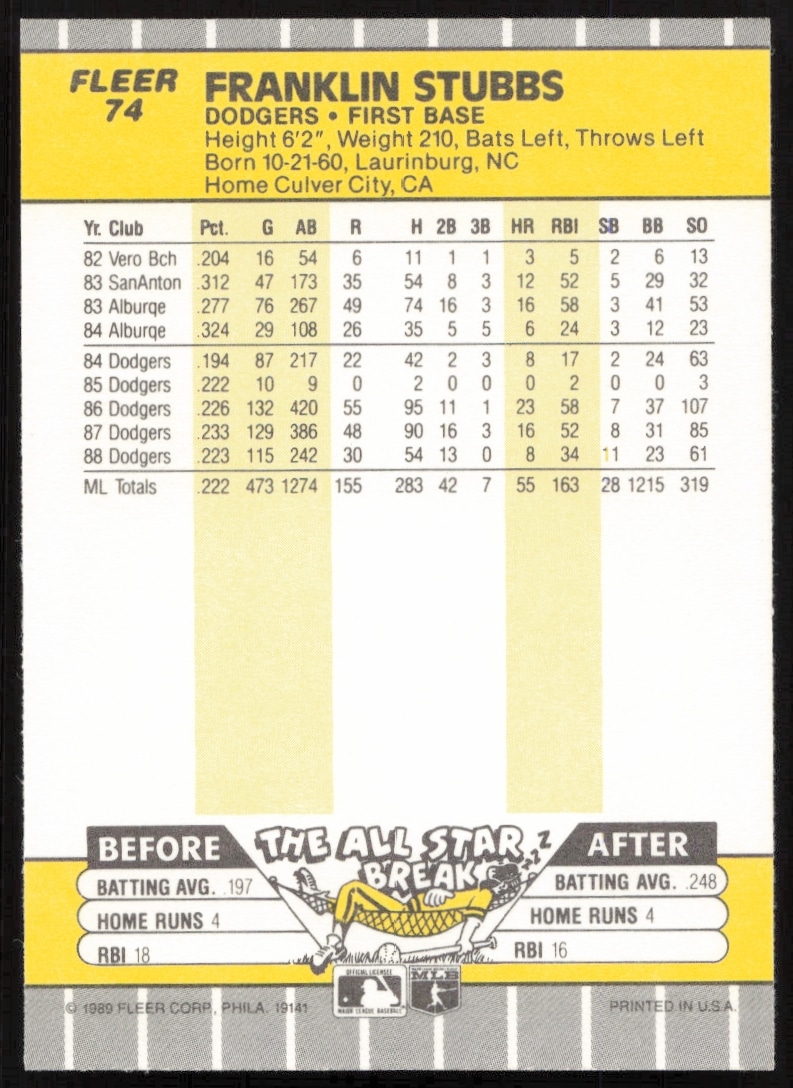 FLEER
74
FRANKLIN STUBBS
DODGERS • FIRST BASE
Height 6'2", Weight 210, Bats Left, Throws Left
Born 10-21-60, Laurinburg, NC
Home Culver City, CA
Yr. Club Pct. G AB R H 2B 3B HR RBI SB BB SO
82 Vero Bch .204 16 54 6 11 1 1 3 5 2 6 13
83 SanAnton .312 47 173 35 54 8 3 12 52 5 29 32
83 Alburqe .277 76 267 49 74 16 3 16 58 3 41 53
84 Alburqe .324 29 108 26 35 5 5 6 24 3 12 23
84 Dodgers .194 87 217 22 42 2 3 8 17 2 24 63
85 Dodgers .222 10 9 0 2 0 0 0 2 0 0 3
86 Dodgers .226 132 420 55 95 11 1 23 58 7 37 107
87 Dodgers .233 129 386 48 90 16 3 16 52 8 31 85
88 Dodgers .223 115 242 30 54 13 0 8 34 11 23 61
ML Totals .222 473 1274 155 283 42 7 55 163 28 1215 319
BEFORE THE ALL STAR BREAK ZZZZ AFTER
BATTING AVG. .197 BATTING AVG. .248
HOME RUNS 4 HOME RUNS 4
RBI 18 RBI 16
OFFICIAL LICENSEE
MAJOR LEAGUE BASEBALL
MLB
© 1989 FLEER CORP., PHILA. 19141 PRINTED IN U.S.A.